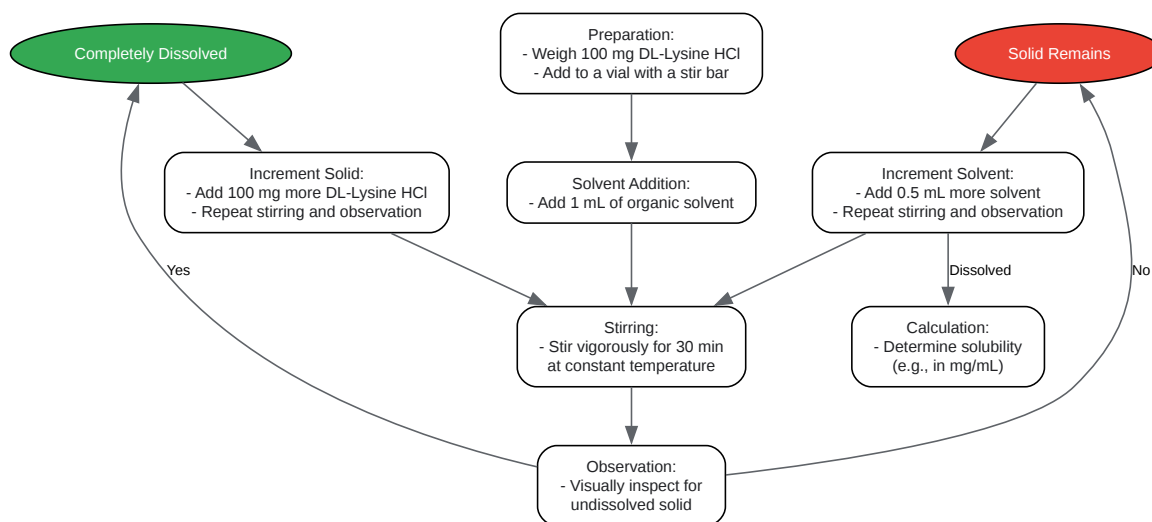 Completely Dissolved
Preparation:
- Weigh 100 mg DL-Lysine HCl
- Add to a vial with a stir bar
Solid Remains
Increment Solid:
- Add 100 mg more DL-Lysine HCl
- Repeat stirring and observation
Solvent Addition:
- Add 1 mL of organic solvent
Increment Solvent:
- Add 0.5 mL more solvent
- Repeat stirring and observation
Yes
Dissolved
No
Stirring:
- Stir vigorously for 30 min
at constant temperature
Calculation:
- Determine solubility
(e.g., in mg/mL)
Observation:
- Visually inspect for
undissolved solid